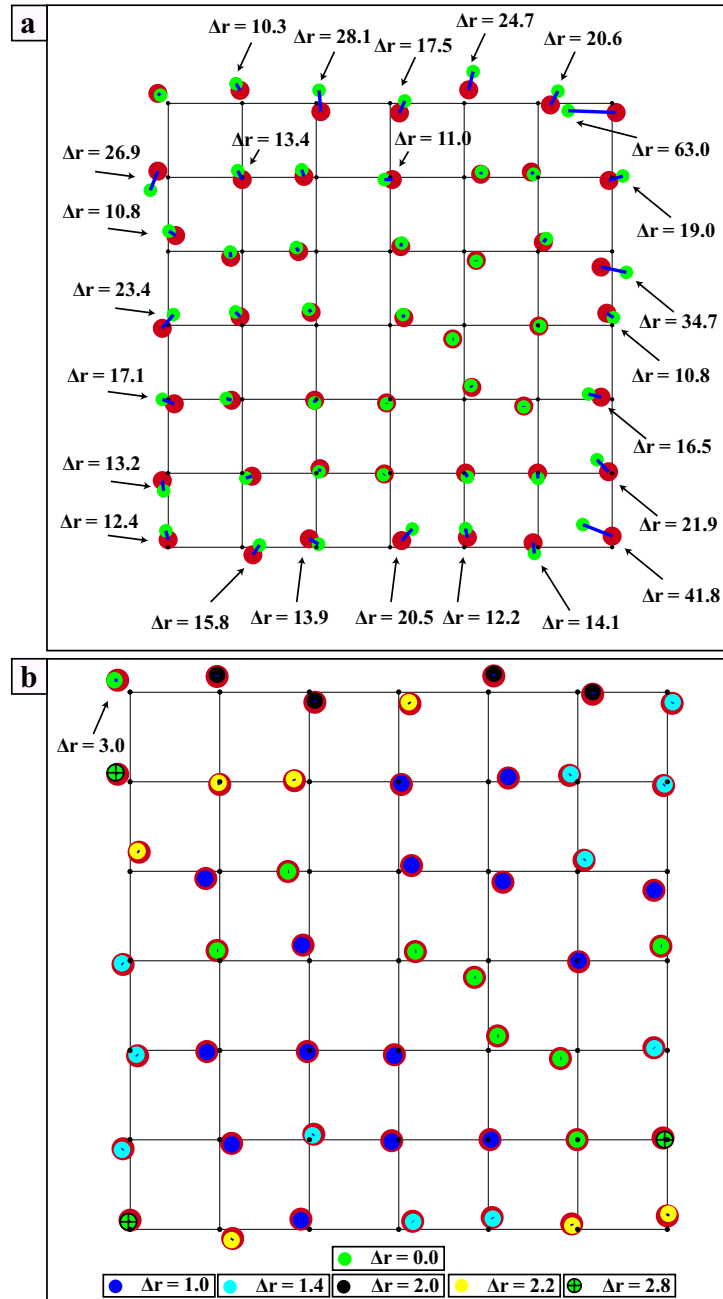 a
Δr = 10.3
Δr = 28.1
Δr = 17.5
Δr = 24.7
Δr = 20.6
Δr = 26.9
Δr = 13.4
Δr = 11.0
Δr = 63.0
Δr = 10.8
Δr = 19.0
Δr = 23.4
Δr = 34.7
Δr = 17.1
Δr = 10.8
Δr = 13.2
Δr = 16.5
Δr = 12.4
Δr = 21.9
Δr = 15.8
Δr = 13.9
Δr = 20.5
Δr = 12.2
Δr = 14.1
Δr = 41.8
b
Δr = 3.0
Δr = 0.0
Δr = 1.0
Δr = 1.4
Δr = 2.0
Δr = 2.2
Δr = 2.8